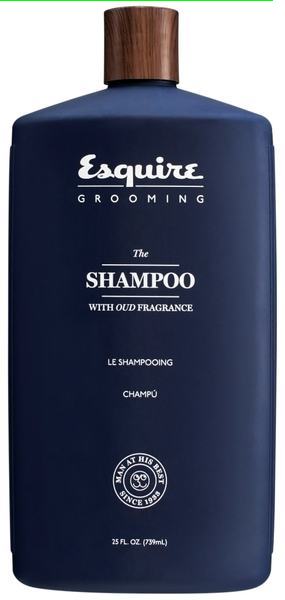 Esquire
GROOMING
The
SHAMPOO
WITH OUD FRAGRANCE
LE SHAMPOOING
CHAMPÚ
MAN AT HIS BEST
SINCE 1933
25 FL. OZ. (739mL)